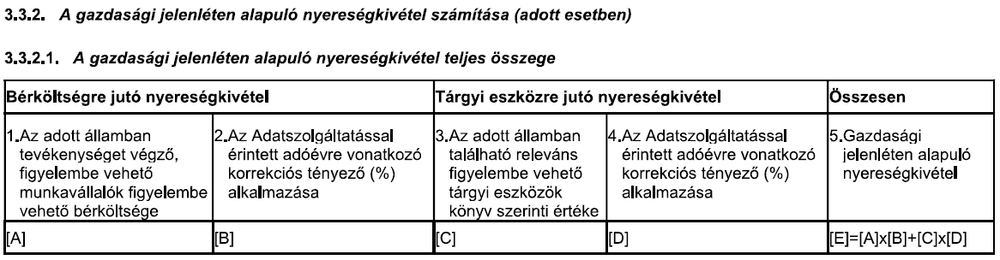 3.3.2. A gazdasági jelenléten alapuló nyereségkivétel számítása (adott esetben)
3.3.2.1. A gazdasági jelenléten alapuló nyereségkivétel teljes összege
Bérköltségre jutó nyereségkivétel
Tárgyi eszközre jutó nyereségkivétel
Összesen
1.Az adott államban
tevékenységet végző,
figyelembe vehető
munkavállalók figyelembe
vehető bérköltsége
2.Az Adatszolgáltatással
érintett adóévre vonatkozó
korrekciós tényező (%)
alkalmazása
3.Az adott államban
található releváns
figyelembe vehető
tárgyi eszközök
könyv szerinti értéke
4.Az Adatszolgáltatással
érintett adóévre vonatkozó
korrekciós tényező (%)
alkalmazása
5.Gazdasági
jelenléten alapuló
nyereségkivétel
[A]
[B]
[C]
[D]
[E]=[A]x[B]+[C]x[D]